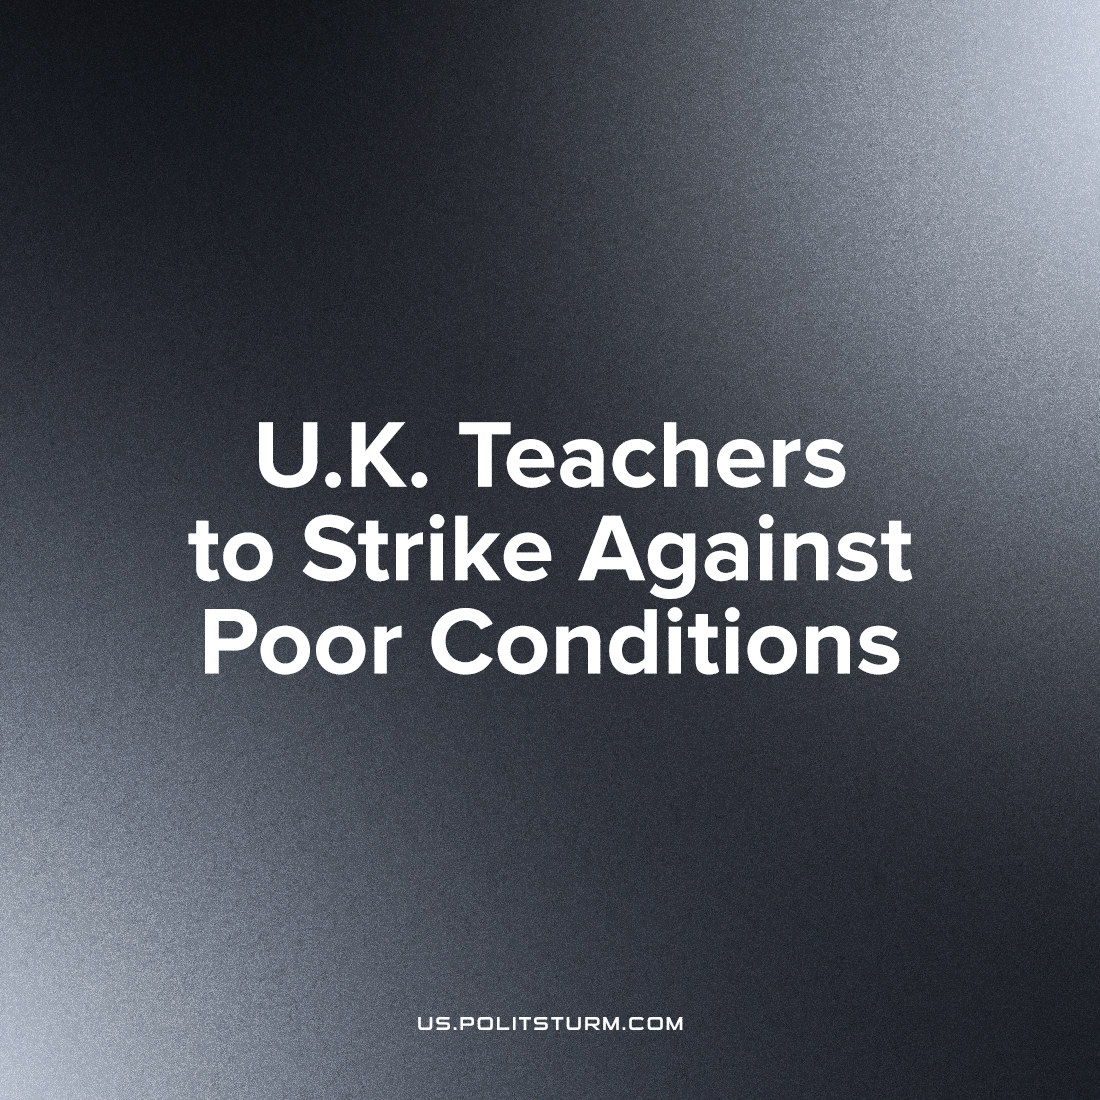 U.K. Teachers
to Strike Against
Poor Conditions
US.POLITSTURM.COM